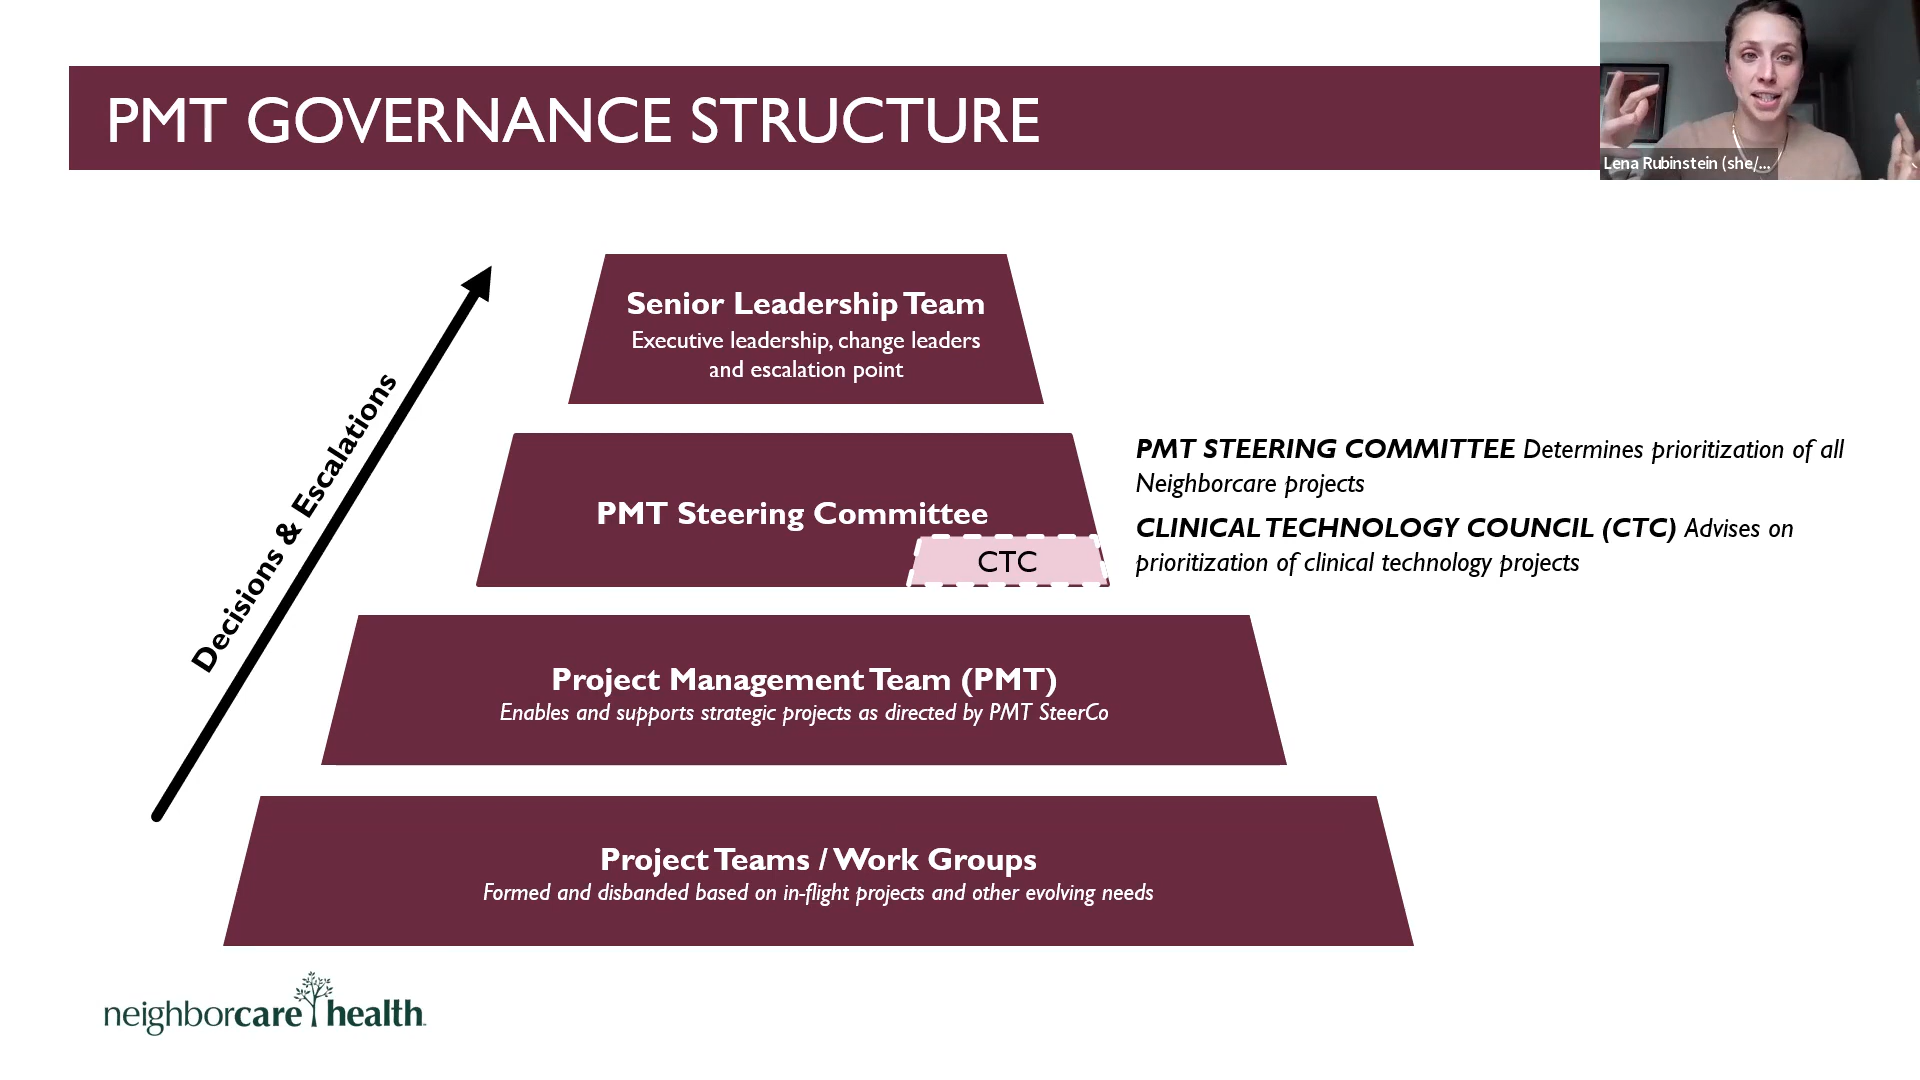 PMT GOVERNANCE STRUCTURE
Lena Rubinstein (she/...
Decisions & Escalations
Senior Leadership Team
Executive leadership, change leaders
and escalation point
PMT Steering Committee
CTC
PMT STEERING COMMITTEE Determines prioritization of all
Neighborcare projects
CLINICAL TECHNOLOGY COUNCIL (CTC) Advises on
prioritization of clinical technology projects
Project Management Team (PMT)
Enables and supports strategic projects as directed by PMT SteerCo
Project Teams / Work Groups
Formed and disbanded based on in-flight projects and other evolving needs
neighborcare health